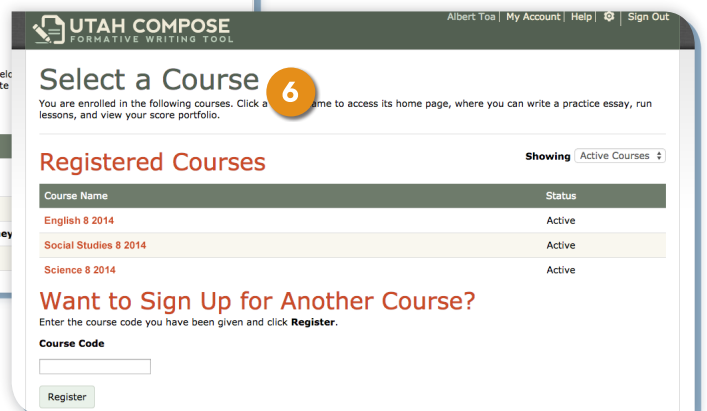 UTAH COMPOSE
FORMATIVE WRITING TOOL
Albert Toa | My Account | Help | Sign Out
Select a Course
6
You are enrolled in the following courses. Click a ame to access its home page, where you can write a practice essay, run
lessons, and view your score portfolio.
Registered Courses
Showing Active Courses
Course Name Status
English 8 2014 Active
Social Studies 8 2014 Active
Science 8 2014 Active
Want to Sign Up for Another Course?
Enter the course code you have been given and click Register.
Course Code
Register